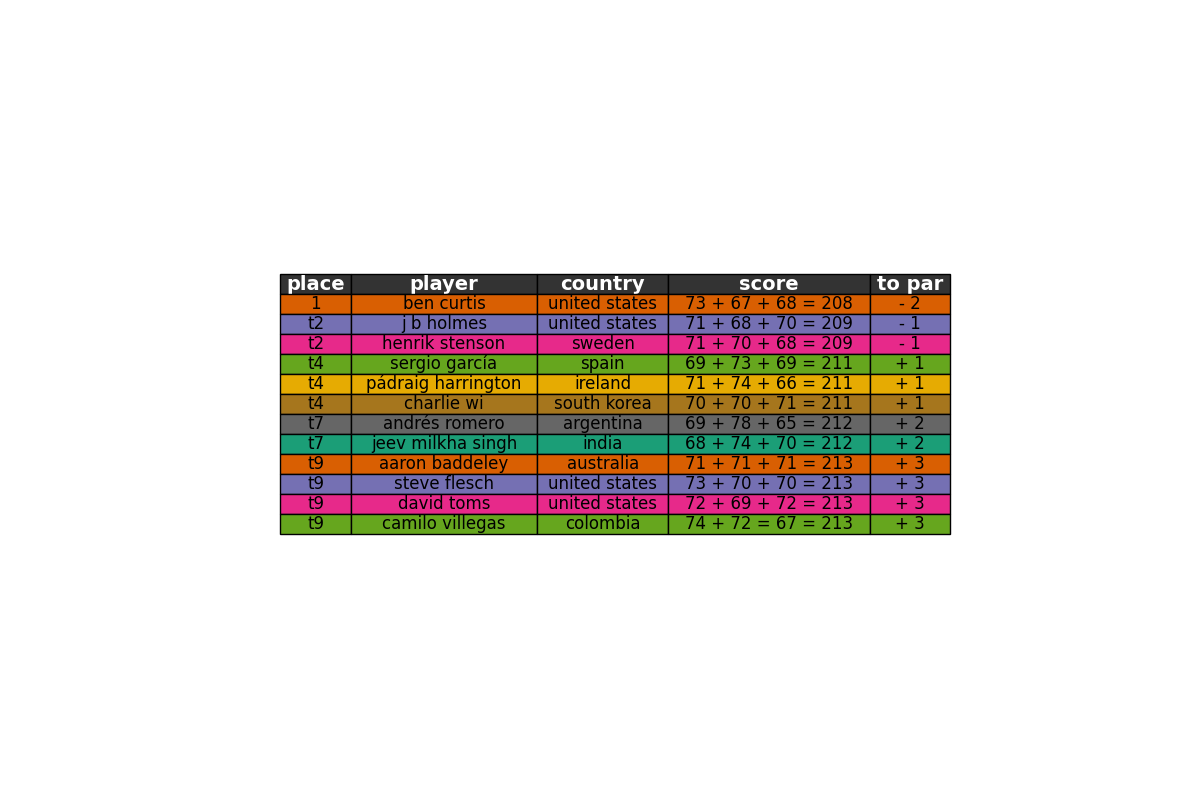 place player country score to par
1 ben curtis united states 73 + 67 + 68 = 208 - 2
t2 j b holmes united states 71 + 68 + 70 = 209 - 1
t2 henrik stenson sweden 71 + 70 + 68 = 209 - 1
t4 sergio garcía spain 69 + 73 + 69 = 211 + 1
t4 pádraig harrington ireland 71 + 74 + 66 = 211 + 1
t4 charlie wi south korea 70 + 70 + 71 = 211 + 1
t7 andrés romero argentina 69 + 78 + 65 = 212 + 2
t7 jeev milkha singh india 68 + 74 + 70 = 212 + 2
t9 aaron baddeley australia 71 + 71 + 71 = 213 + 3
t9 steve flesch united states 73 + 70 + 70 = 213 + 3
t9 david toms united states 72 + 69 + 72 = 213 + 3
t9 camilo villegas colombia 74 + 72 = 67 = 213 + 3